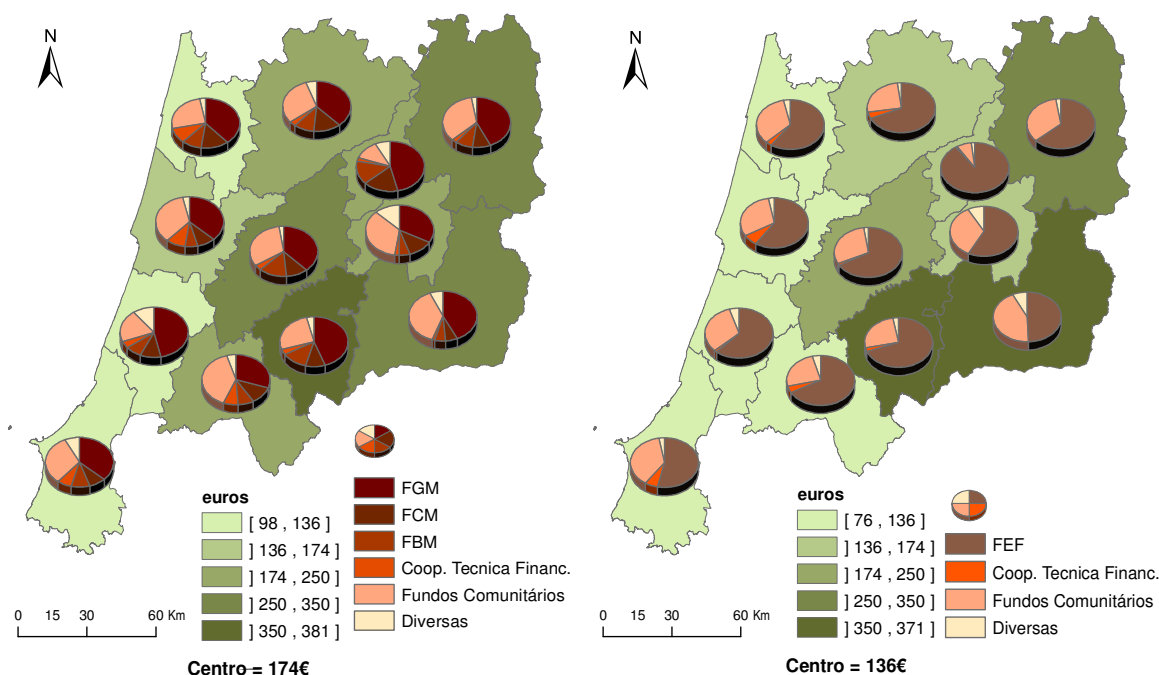 N
euros
[ 98 , 136 ]
] 136 , 174 ]
] 174 , 250 ]
] 250 , 350 ]
] 350 , 381 ]
FGM
FCM
FBM
Coop. Tecnica Financ.
Fundos Comunitários
Diversas
0 15 30 60 Km
Centro = 174€
N
euros
[ 76 , 136 ]
] 136 , 174 ]
] 174 , 250 ]
] 250 , 350 ]
] 350 , 371 ]
FEF
Coop. Tecnica Financ.
Fundos Comunitários
Diversas
0 15 30 60 Km
Centro = 136€